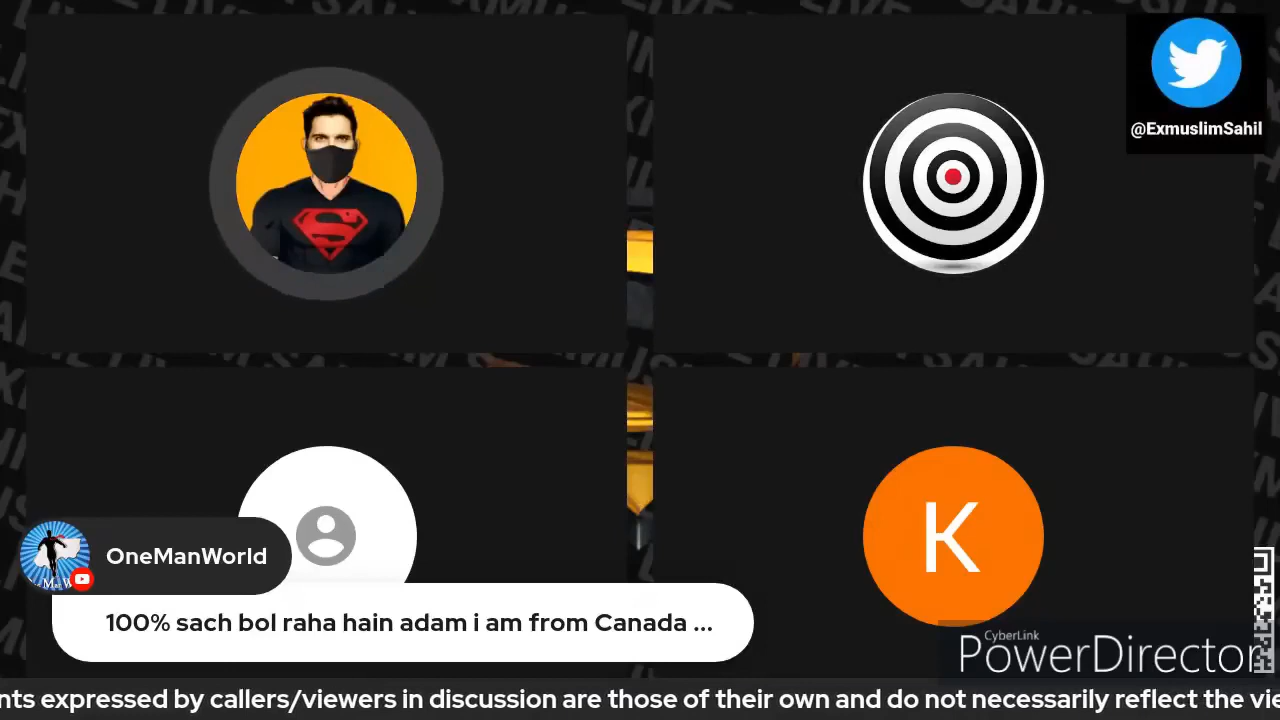 @ExmuslimSahil
K
OneManWorld
100% sach bol raha hain adam i am from Canada ...
CyberLink
PowerDirector
nts expressed by callers/viewers in discussion are those of their own and do not necessarily reflect the vie